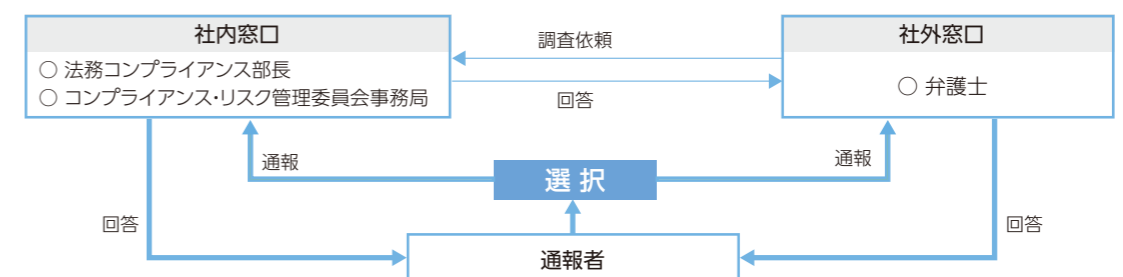 社内窓口
○ 法務コンプライアンス部長
○ コンプライアンス・リスク管理委員会事務局
調査依頼
回答
社外窓口
○ 弁護士
通報
選択
通報
回答
通報者
回答